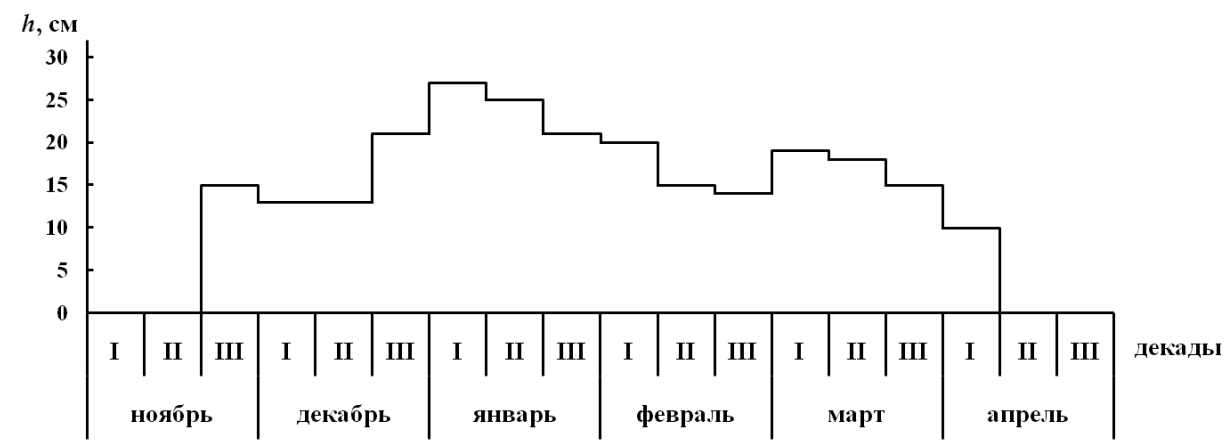 h, см
30
25
20
15
10
5
0
I II III I II III I II III I II III I II III I II III декады
ноябрь декабрь январь февраль март апрель